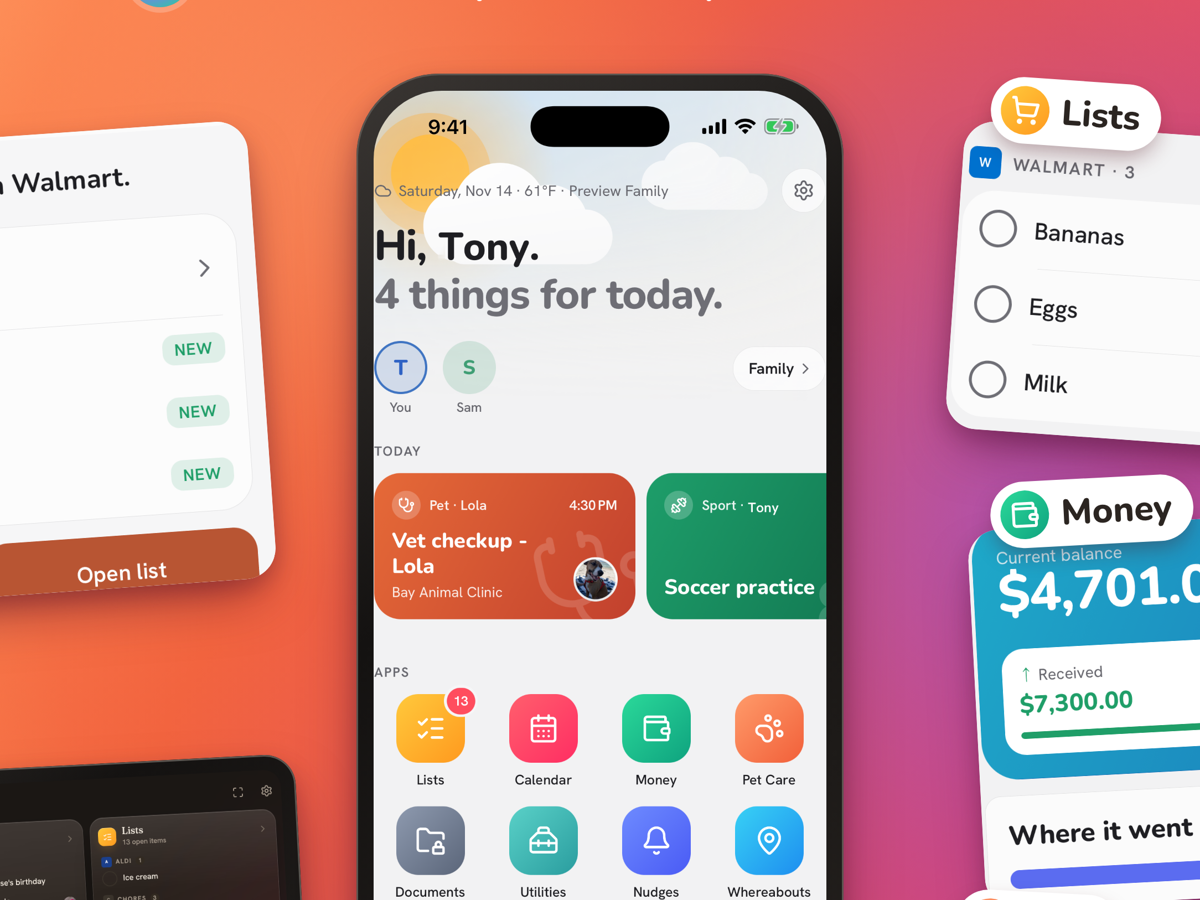 Walmart.
NEW
NEW
NEW
Open list
9:41
Saturday, Nov 14 · 61°F · Preview Family
Hi, Tony.
4 things for today.
T
S
You
Sam
Family
TODAY
Pet · Lola
4:30 PM
Vet checkup -
Lola
Bay Animal Clinic
Sport · Tony
Soccer practice
APPS
13
Lists
Calendar
Money
Pet Care
Documents
Utilities
Nudges
Whereabouts
Lists
W
WALMART · 3
Bananas
Eggs
Milk
Money
Current balance
$4,701.0
↑ Received
$7,300.00
Where it went
Lists
13 open items
A
ALDI 1
Ice cream
CHORES 3
se's birthday